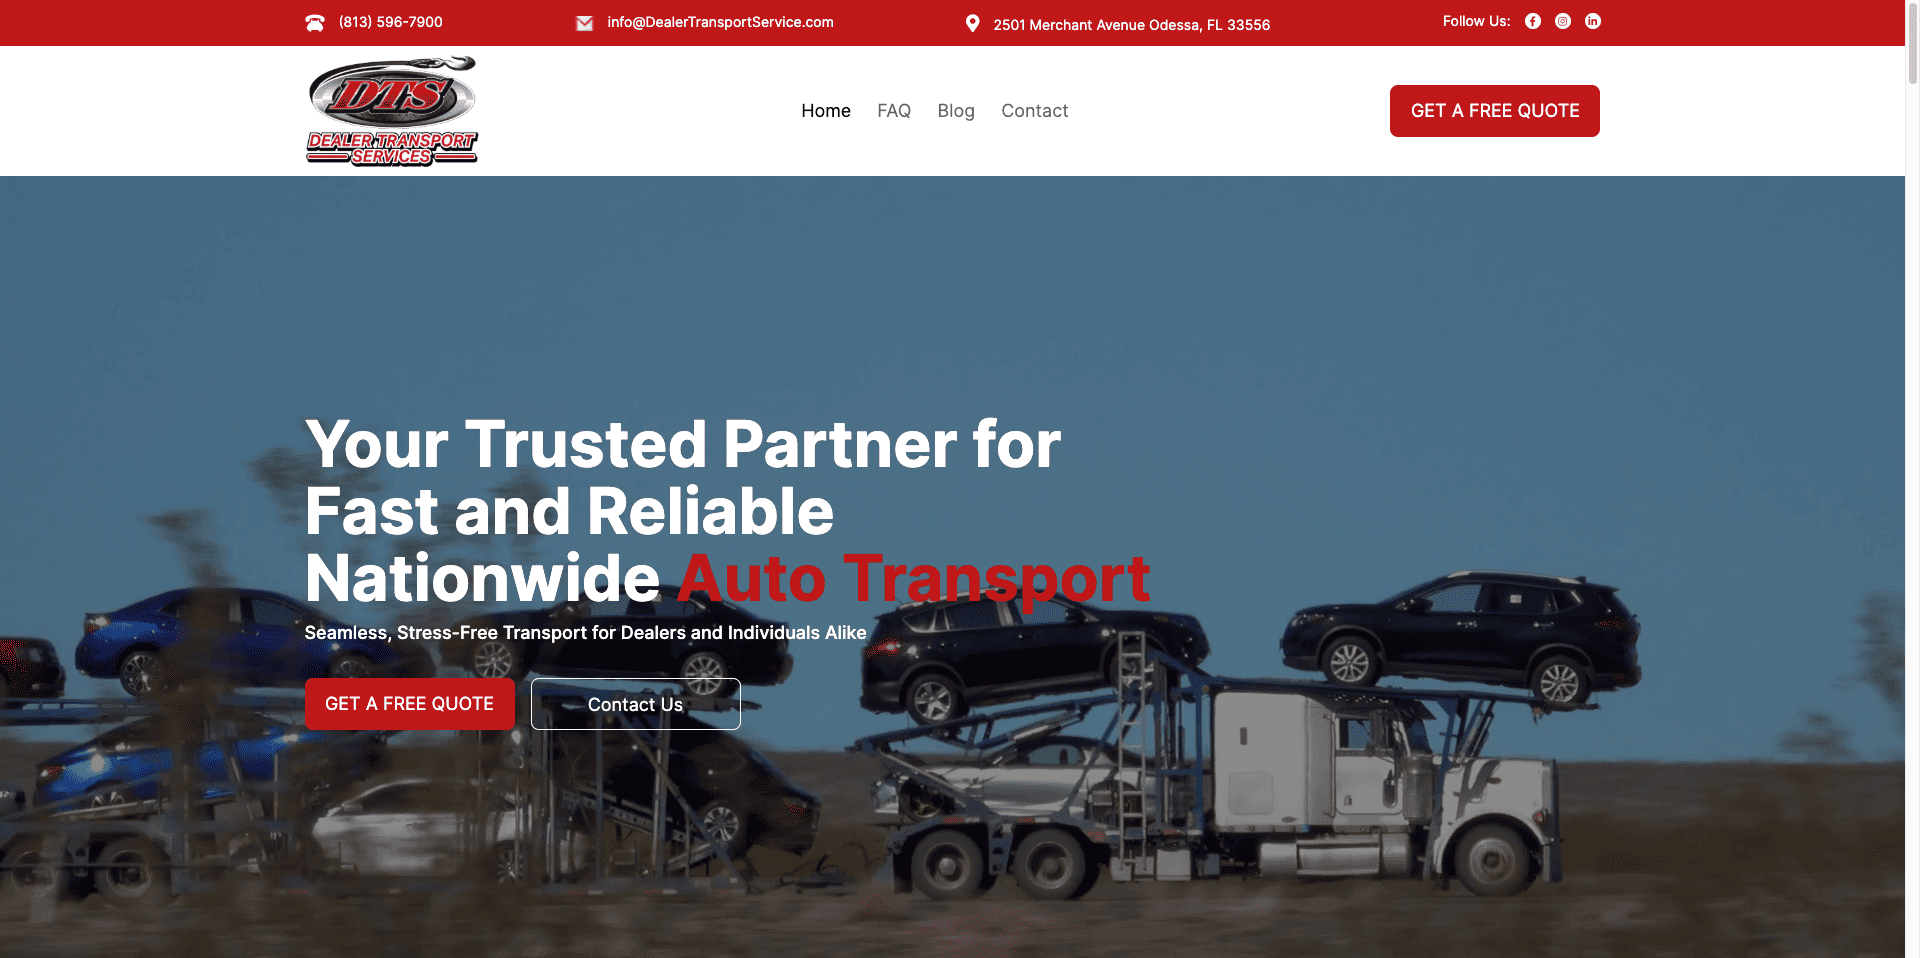 (813) 596-7900
info@DealerTransportService.com
2501 Merchant Avenue Odessa, FL 33556
Follow Us:
DTS
DEALER TRANSPORT
SERVICES
Home
FAQ
Blog
Contact
GET A FREE QUOTE
Your Trusted Partner for
Fast and Reliable
Nationwide Auto Transport
Seamless, Stress-Free Transport for Dealers and Individuals Alike
GET A FREE QUOTE
Contact Us